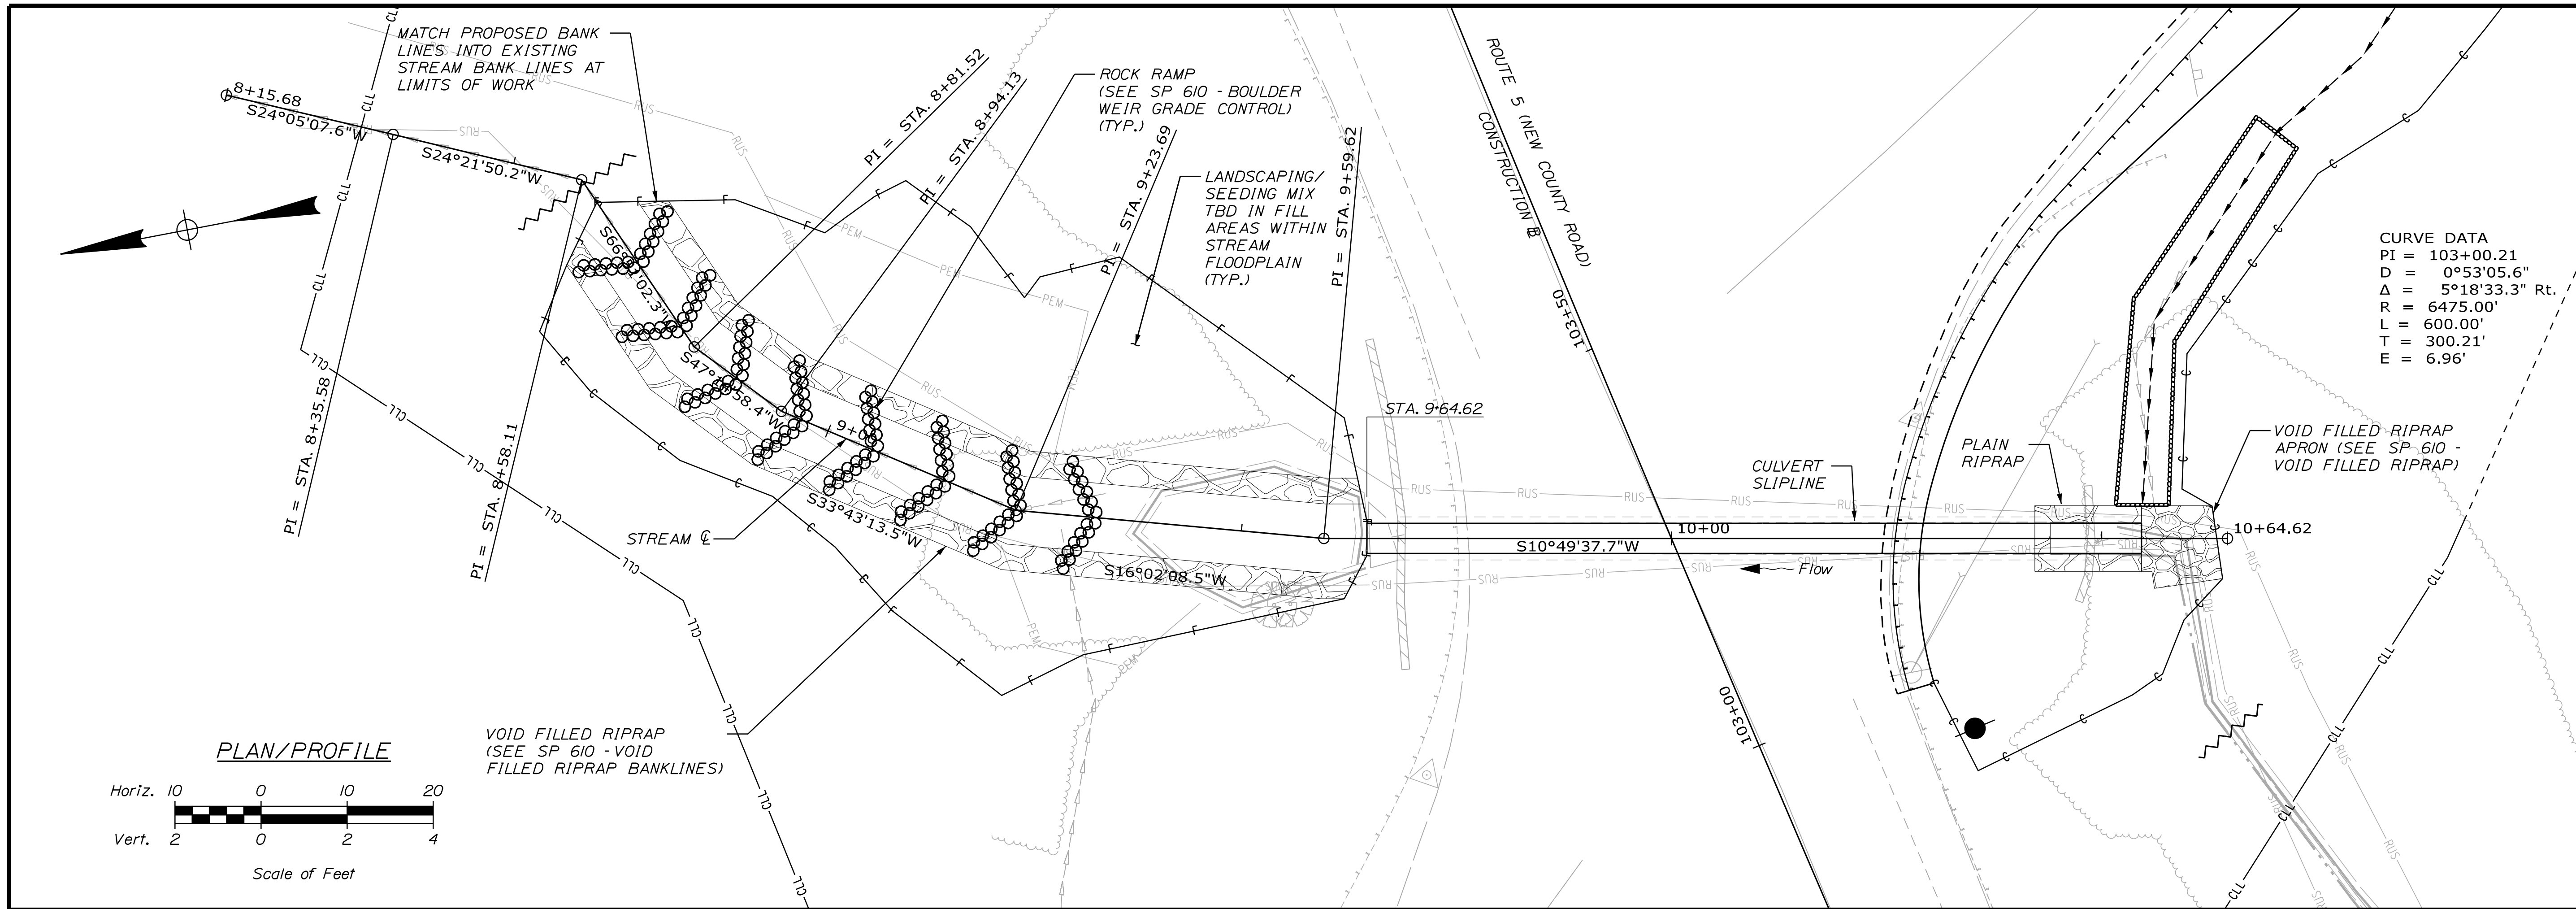 MATCH PROPOSED BANK
LINES INTO EXISTING
STREAM BANK LINES AT
LIMITS OF WORK
8+15.68
S24°05'07.6"W
S24°21'50.2"W
PI = STA. 8+35.58
PI = STA. 8+58.11
PI = STA. 8+81.52
PI = STA. 8+94.13
PI = STA. 9+23.69
PI = STA. 9+59.62
ROCK RAMP
(SEE SP 610 - BOULDER
WEIR GRADE CONTROL)
(TYP.)
LANDSCAPING/
SEEDING MIX
TBD IN FILL
AREAS WITHIN
STREAM
FLOODPLAIN
(TYP.)
S33°43'13.5"W
S16°02'08.5"W
STREAM ℄
STA. 9+64.62
ROUTE 5 (NEW COUNTY ROAD)
CONSTRUCTION
103+50
103+00
10+00
S10°49'37.7"W
Flow
CULVERT
SLIPLINE
PLAIN
RIPRAP
VOID FILLED RIPRAP
APRON (SEE SP 610 -
VOID FILLED RIPRAP)
10+64.62
CURVE DATA
PI = 103+00.21
D = 0°53'05.6"
Δ = 5°18'33.3" Rt.
R = 6475.00'
L = 600.00'
T = 300.21'
E = 6.96'
VOID FILLED RIPRAP
(SEE SP 610 - VOID
FILLED RIPRAP BANKLINES)
PLAN/PROFILE
Horiz. 10 0 10 20
Vert. 2 0 2 4
Scale of Feet
CLL
RUS
PEM